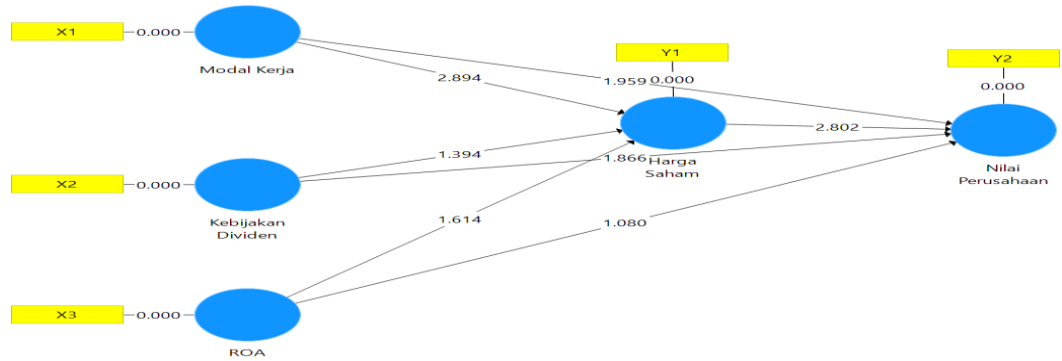 X1
0.000
Modal Kerja
Y1
0.000
Y2
0.000
1.959
2.894
2.802
1.394
1.866
Harga
Saham
Nilai
Perusahaan
X2
0.000
Kebijakan
Dividen
1.614
1.080
X3
0.000
ROA